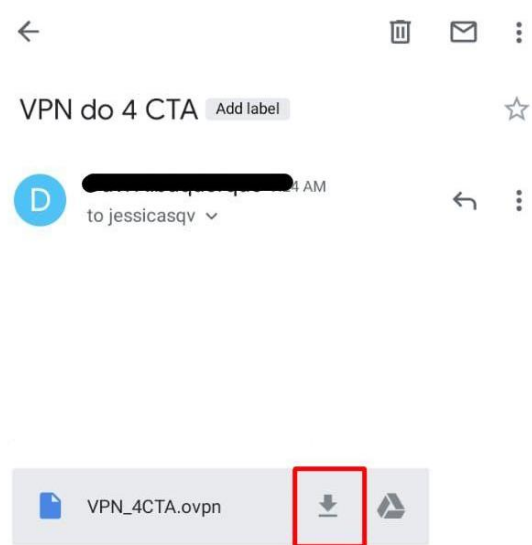 VPN do 4 CTA Add label
4 AM
to jessicasqv
D
VPN_4CTA.ovpn